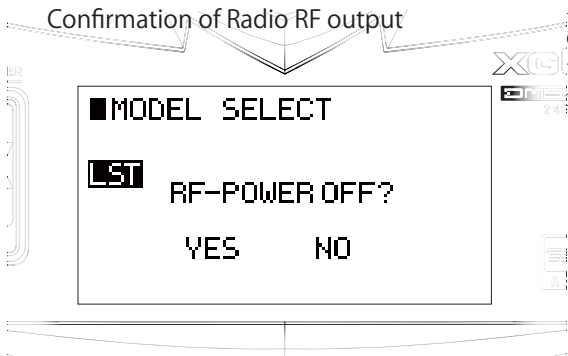 Confirmation of Radio RF output
■MODEL SELECT
LST
RF-POWER OFF?
YES NO